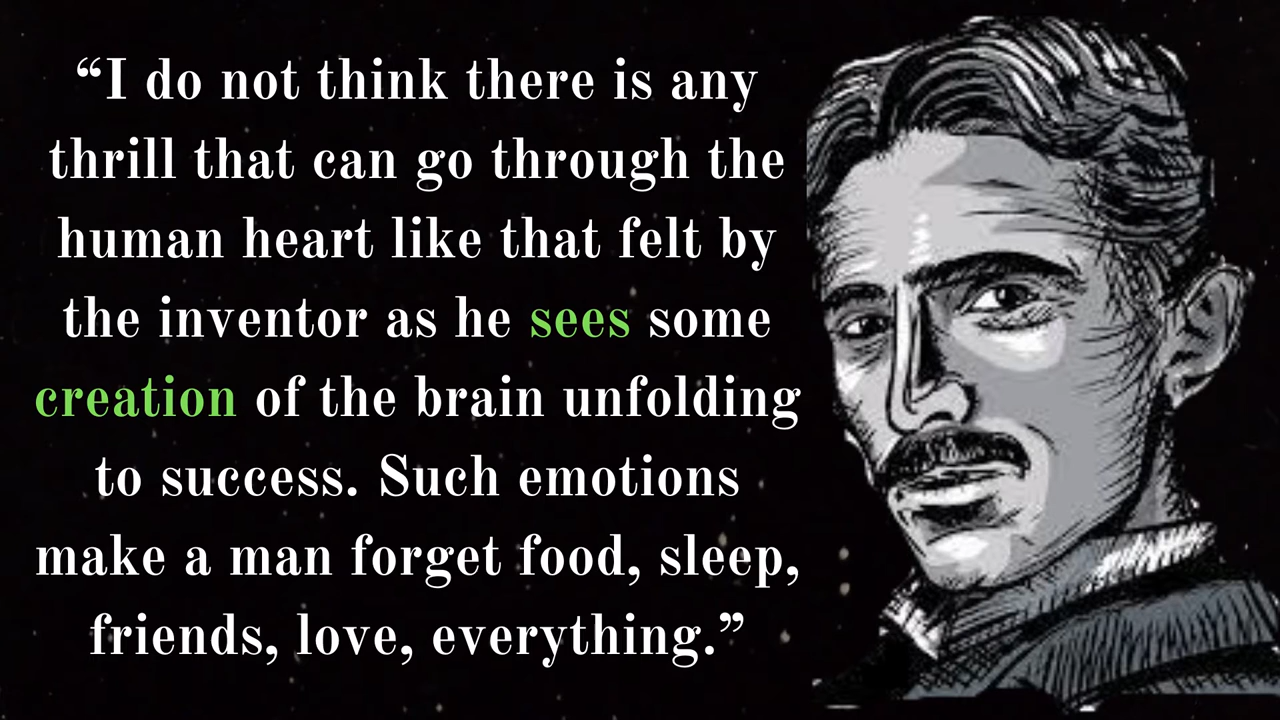 “I do not think there is any
thrill that can go through the
human heart like that felt by
the inventor as he sees some
creation of the brain unfolding
to success. Such emotions
make a man forget food, sleep,
friends, love, everything.”